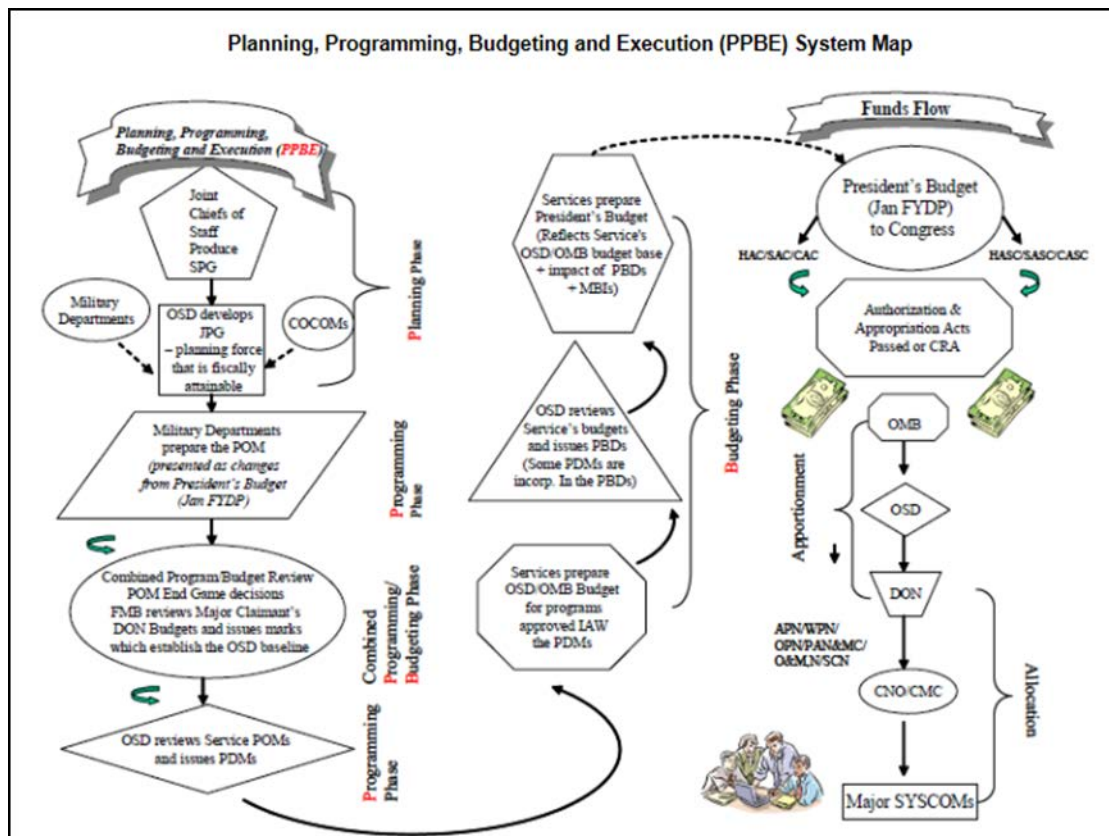 Planning, Programming, Budgeting and Execution (PPBE) System Map
Planning, Programming,
Budgeting and Execution (PPBE)
Joint
Chiefs of
Staff
Produce
SPG
Military
Departments
OSD develops
JPG
– planning force
that is fiscally
attainable
COCOMs
Planning Phase
Military Departments
prepare the POM
(presented as changes
from President's Budget
(Jan FYDP)
Programming
Phase
Combined Program/Budget Review
POM End Game decisions
FMB reviews Major Claimant's
DON Budgets and issues marks
which establish the OSD baseline
Combined
Programming/
Budgeting Phase
OSD reviews Service POMs
and issues PDMs
Programming
Phase
Services prepare
President's Budget
(Reflects Service's
OSD/OMB budget base
+ impact of PBDs
+ MBIs)
OSD reviews
Service's budgets
and issues PBDs
(Some PDMs are
incorp. In the PBDs)
Services prepare
OSD/OMB Budget
for programs
approved IAW
the PDMs
Budgeting Phase
Funds Flow
President's Budget
(Jan FYDP)
to Congress
HAC/SAC/CAC
HASC/SASC/CASC
Authorization &
Appropriation Acts
Passed or CRA
OMB
OSD
DON
Apportionment
APN/WPN/
OPN/PAN&MC/
O&M,N/SCN
CNO/CMC
Major SYSCOMs
Allocation